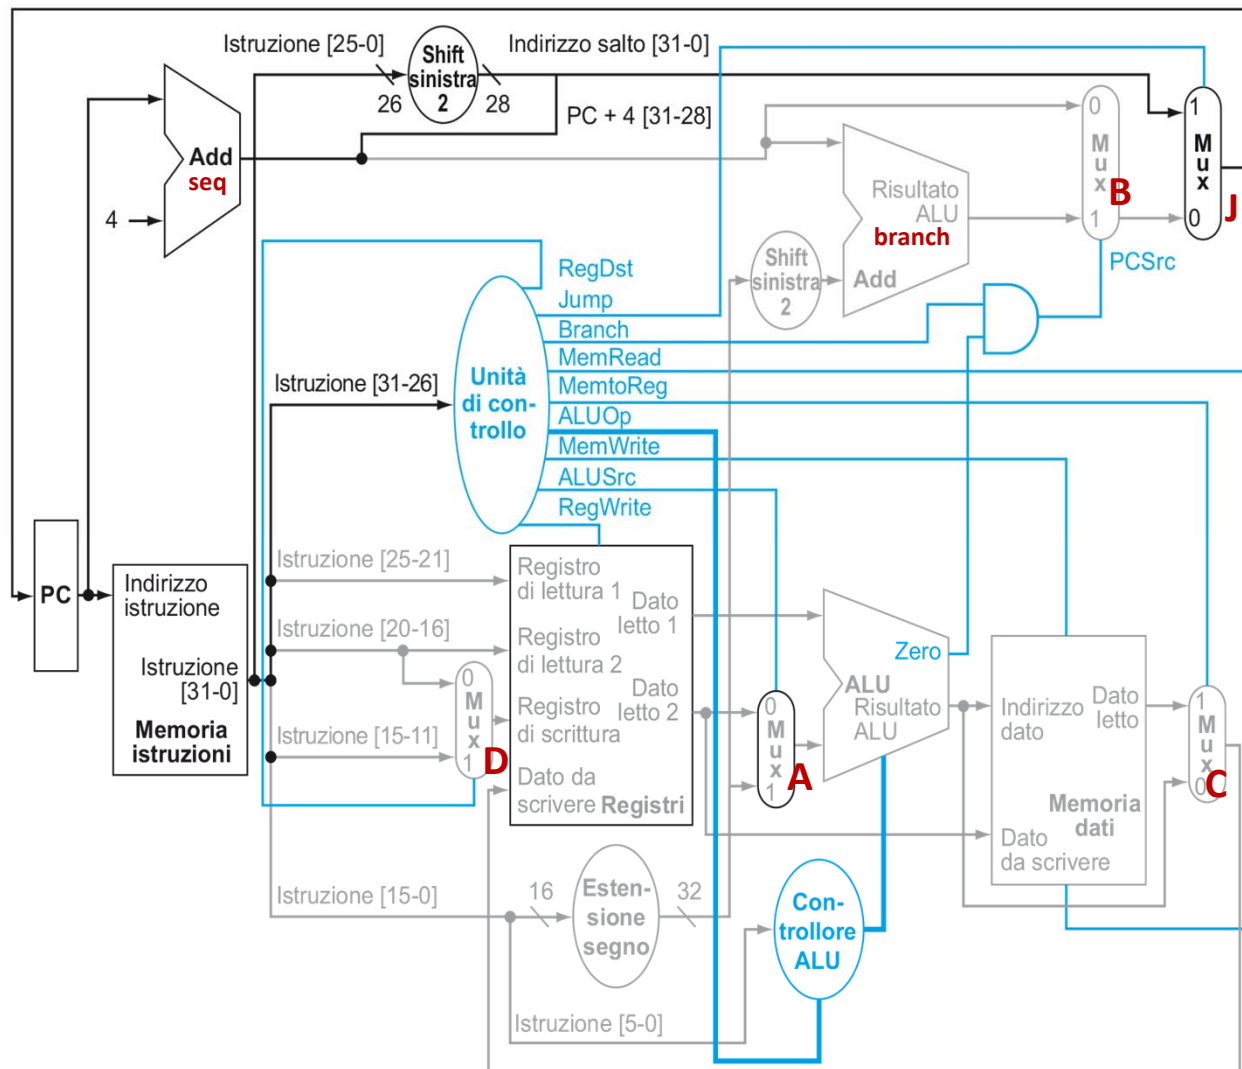 Istruzione [25-0]
Shift
sinistra
2
26
28
Indirizzo salto [31-0]
PC + 4 [31-28]
Add
seq
4
0
M
u
x
1
B
1
M
u
x
0
J
Risultato
ALU
branch
Add
Shift
sinistra
2
PCSrc
RegDst
Jump
Branch
MemRead
MemtoReg
ALUOp
MemWrite
ALUSrc
RegWrite
Unità
di con-
trollo
Istruzione [31-26]
PC
Indirizzo
istruzione
Istruzione
[31-0]
Memoria
istruzioni
Istruzione [25-21]
Istruzione [20-16]
Istruzione [15-11]
0
M
u
x
1
D
Registro
di lettura 1
Registro
di lettura 2
Registro
di scrittura
Dato da
scrivere
Registri
Dato
letto 1
Dato
letto 2
0
M
u
x
1
A
Zero
ALU
Risultato
ALU
Indirizzo
dato
Dato
letto
Memoria
dati
Dato
da scrivere
1
M
u
x
0
C
Istruzione [15-0]
16
Esten-
sione
segno
32
Con-
trollore
ALU
Istruzione [5-0]